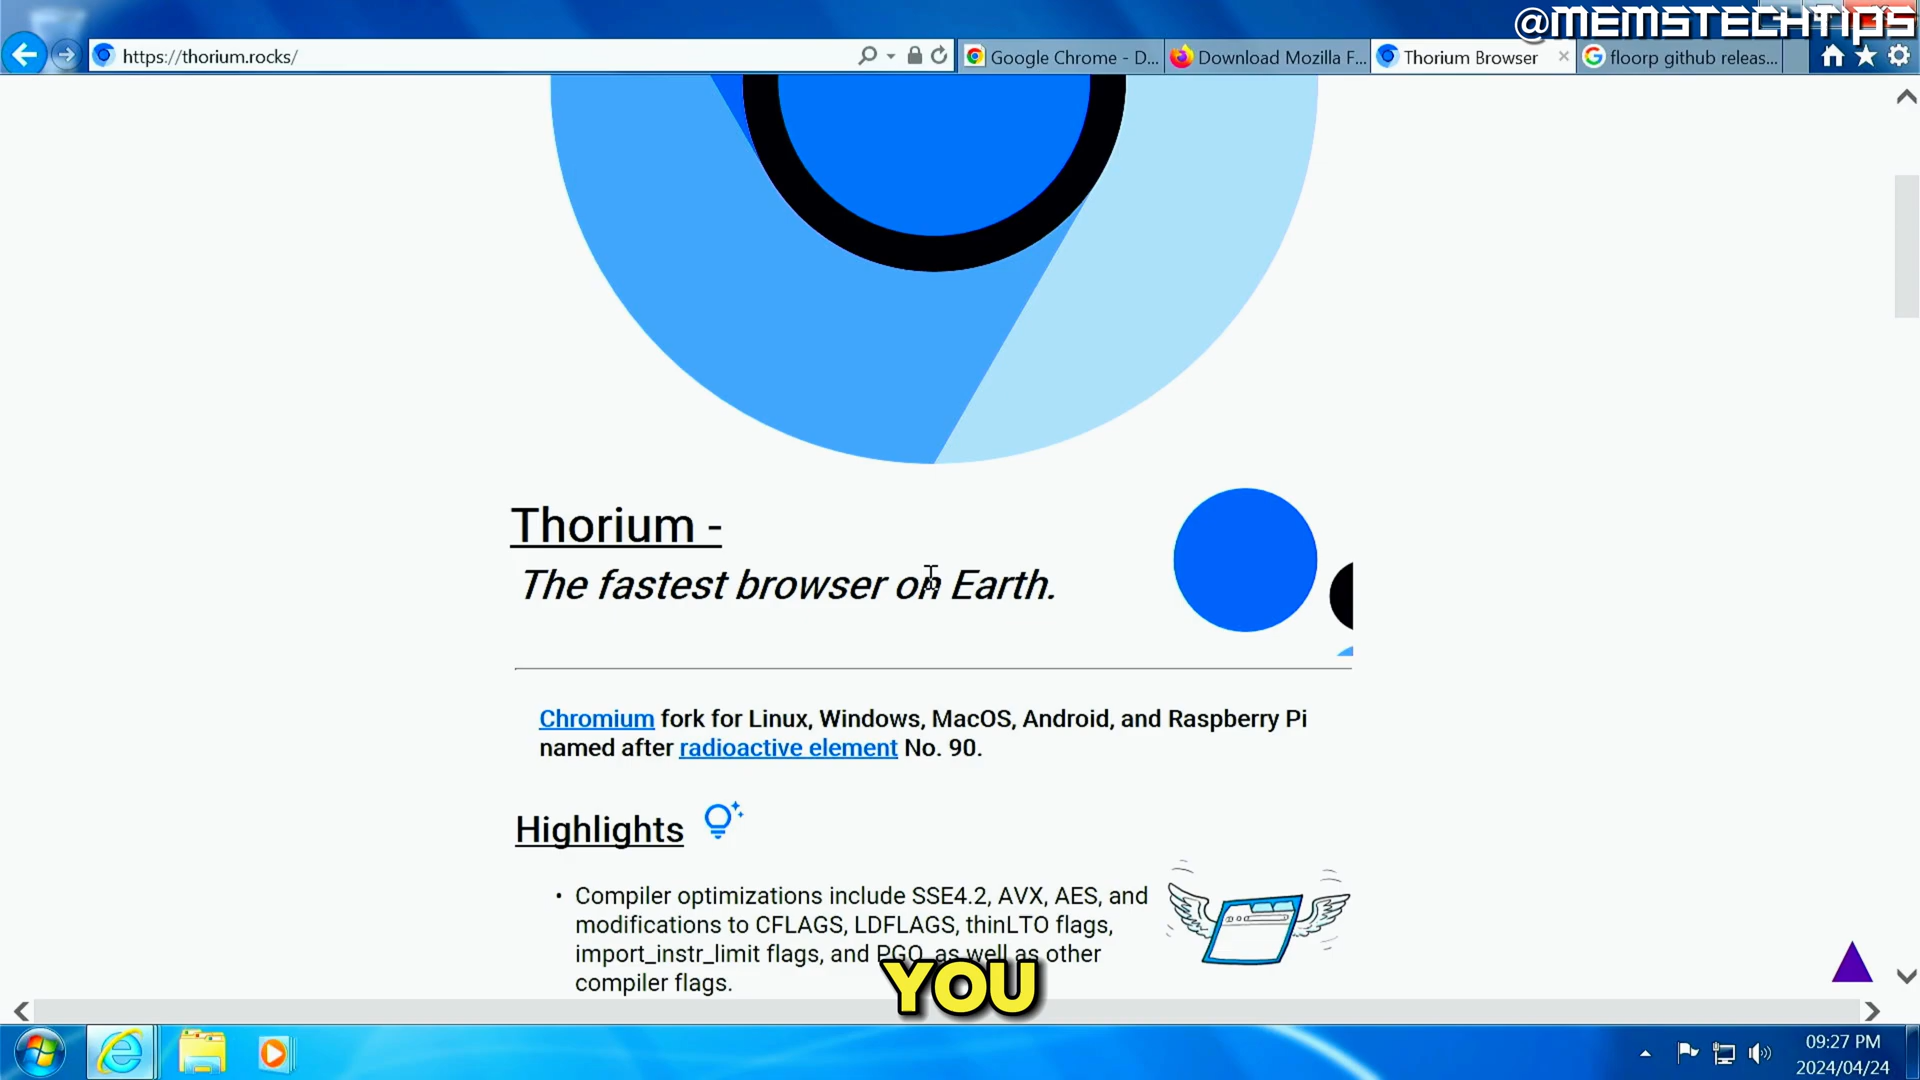 @MEMSTECHTIPS
https://thorium.rocks/
Google Chrome - D...
Download Mozilla F...
Thorium Browser
floorp github releas...
Thorium -
The fastest browser on Earth.
Chromium fork for Linux, Windows, MacOS, Android, and Raspberry Pi
named after radioactive element No. 90.
Highlights
• Compiler optimizations include SSE4.2, AVX, AES, and
modifications to CFLAGS, LDFLAGS, thinLTO flags,
import_instr_limit flags, and PGO, as well as other
compiler flags.
YOU
09:27 PM
2024/04/24